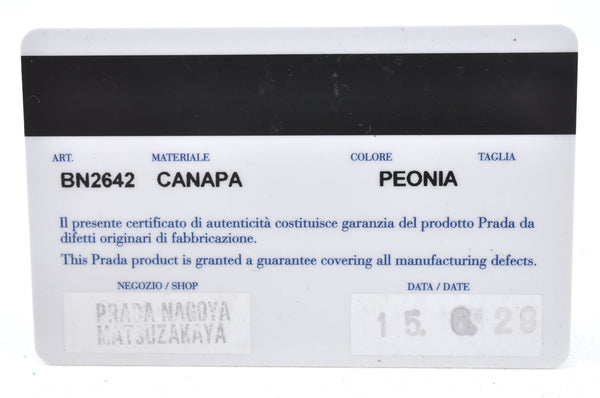 ART. MATERIALE COLORE TAGLIA
BN2642 CANAPA PEONIA
Il presente certificato di autenticità costituisce garanzia del prodotto Prada da
difetti originari di fabbricazione.
This Prada product is granted a guarantee covering all manufacturing defects.
NEGOZIO / SHOP DATA / DATE
PRADA NAGOYA 15. 6. 29
MATSUZAKAYA